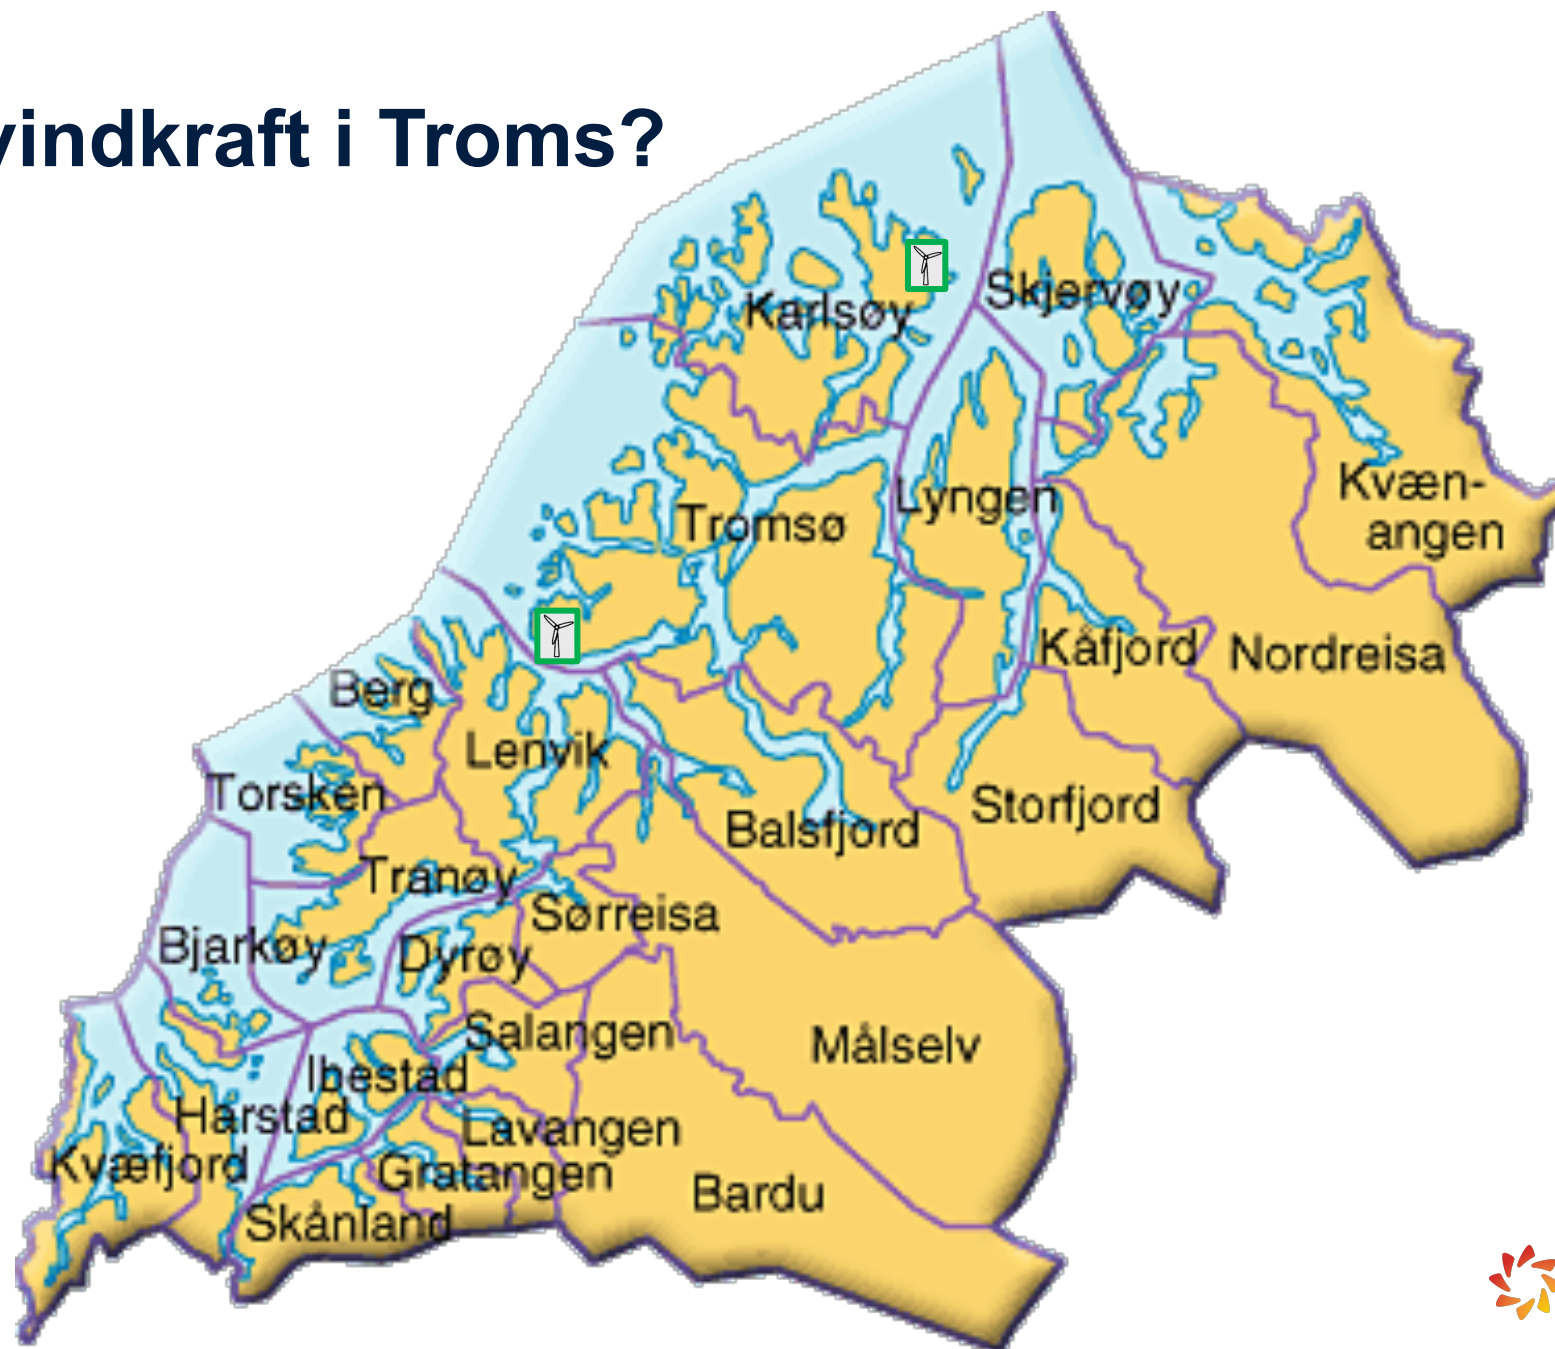 vindkraft i Troms?
Karlsøy
Skjervøy
Kvæn-
angen
Tromsø
Lyngen
Kåfjord
Nordreisa
Berg
Lenvik
Torsken
Balsfjord
Storfjord
Tranøy
Sørreisa
Bjarkøy
Dyrøy
Salangen
Målselv
Ibestad
Harstad
Lavangen
Kvæfjord
Gratangen
Bardu
Skånland